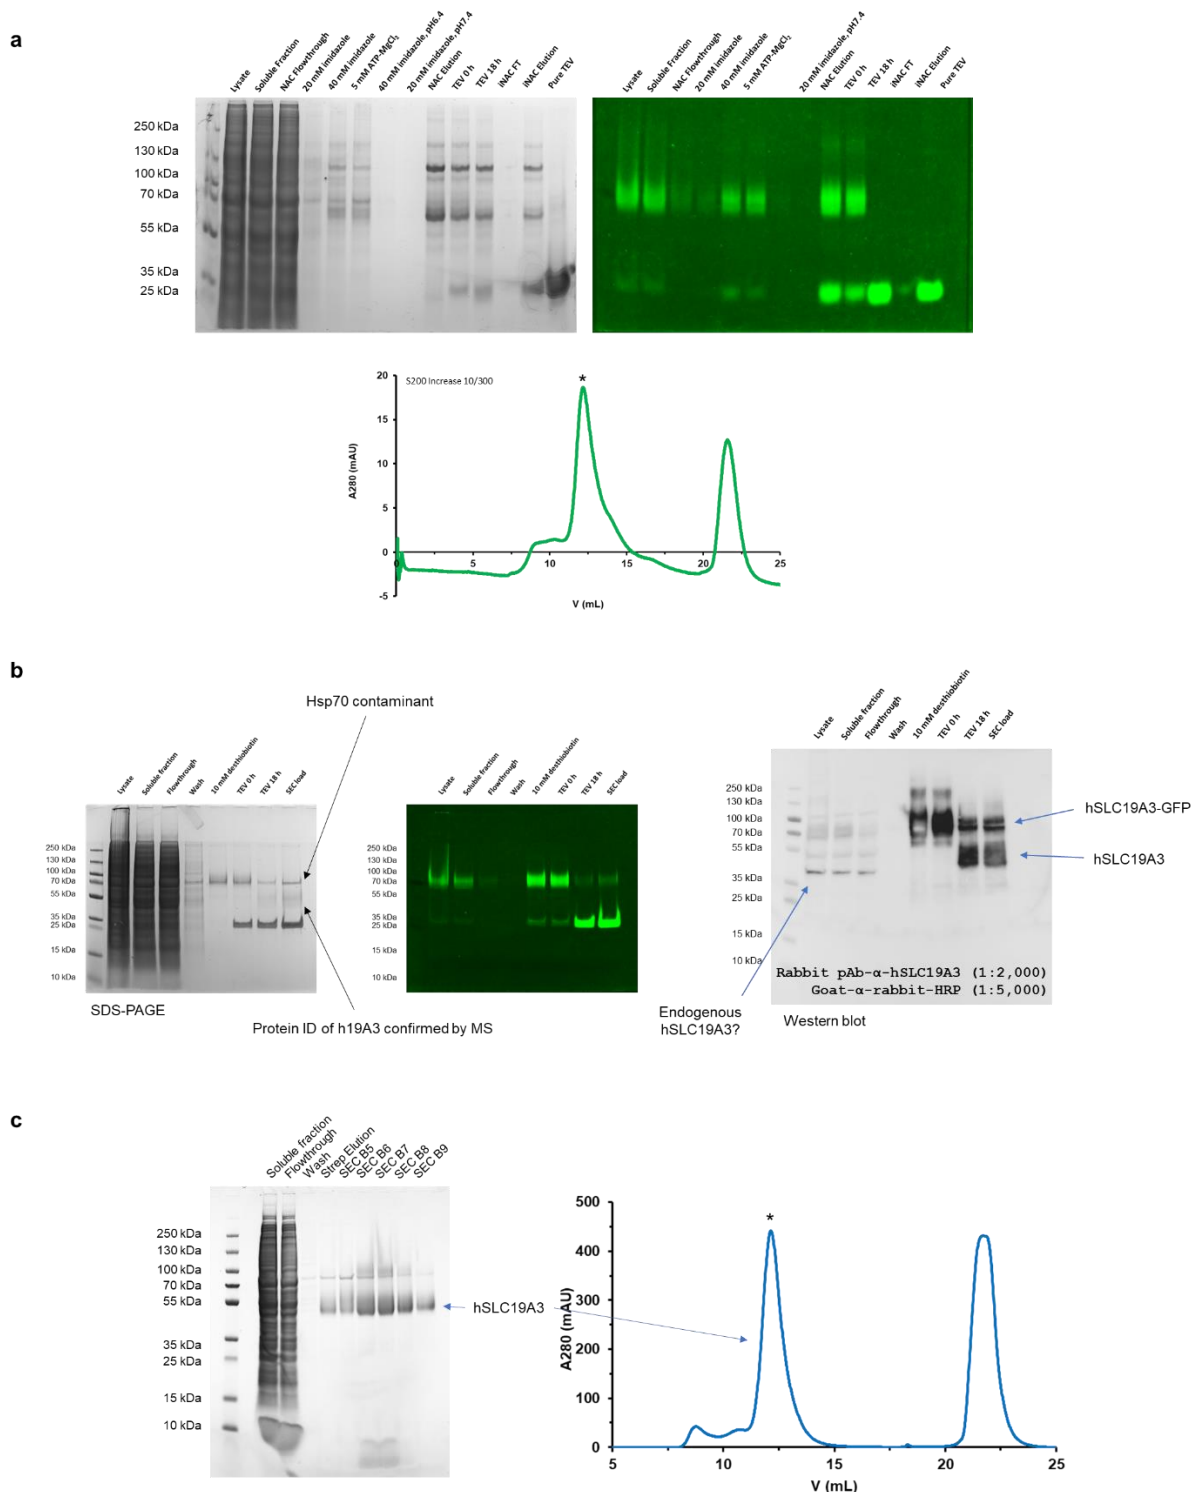 a
Lysate
Soluble Fraction
NAC Flowthrough
20 mM imidazole
40 mM imidazole
5 mM ATP-MgCl₂
40 mM imidazole, pH6.4
20 mM imidazole, pH7.4
NAC Elution
TEV 0 h
TEV 18 h
iNAC FT
iNAC Elution
Pure TEV
Lysate
Soluble Fraction
NAC Flowthrough
20 mM imidazole
40 mM imidazole
5 mM ATP-MgCl₂
20 mM imidazole, pH7.4
NAC Elution
TEV 0 h
TEV 18 h
iNAC FT
iNAC Elution
Pure TEV
250 kDa
130 kDa
100 kDa
70 kDa
55 kDa
35 kDa
25 kDa
S200 Increase 10/300
*
A280 (mAU)
20
15
10
5
0
-5
0
5
10
15
20
25
V (mL)
b
Hsp70 contaminant
Lysate
Soluble fraction
Flowthrough
Wash
10 mM desthiobiotin
TEV 0 h
TEV 18 h
SEC load
250 kDa
130 kDa
100 kDa
70 kDa
55 kDa
35 kDa
25 kDa
15 kDa
10 kDa
SDS-PAGE
Protein ID of h19A3 confirmed by MS
Lysate
Soluble fraction
Flowthrough
Wash
10 mM desthiobiotin
TEV 0 h
TEV 18 h
SEC load
250 kDa
130 kDa
100 kDa
70 kDa
55 kDa
35 kDa
25 kDa
15 kDa
10 kDa
Lysate
Soluble fraction
Flowthrough
Wash
10 mM desthiobiotin
TEV 0 h
TEV 18 h
SEC load
250 kDa
130 kDa
100 kDa
70 kDa
55 kDa
35 kDa
25 kDa
15 kDa
10 kDa
hSLC19A3-GFP
hSLC19A3
Rabbit pAb-α-hSLC19A3 (1:2,000)
Goat-α-rabbit-HRP (1:5,000)
Endogenous
hSLC19A3?
Western blot
c
Soluble fraction
Flowthrough
Wash
Strep Elution
SEC B5
SEC B6
SEC B7
SEC B8
SEC B9
250 kDa
130 kDa
100 kDa
70 kDa
55 kDa
35 kDa
25 kDa
15 kDa
10 kDa
hSLC19A3
*
A280 (mAU)
500
400
300
200
100
0
5
10
15
20
25
V (mL)